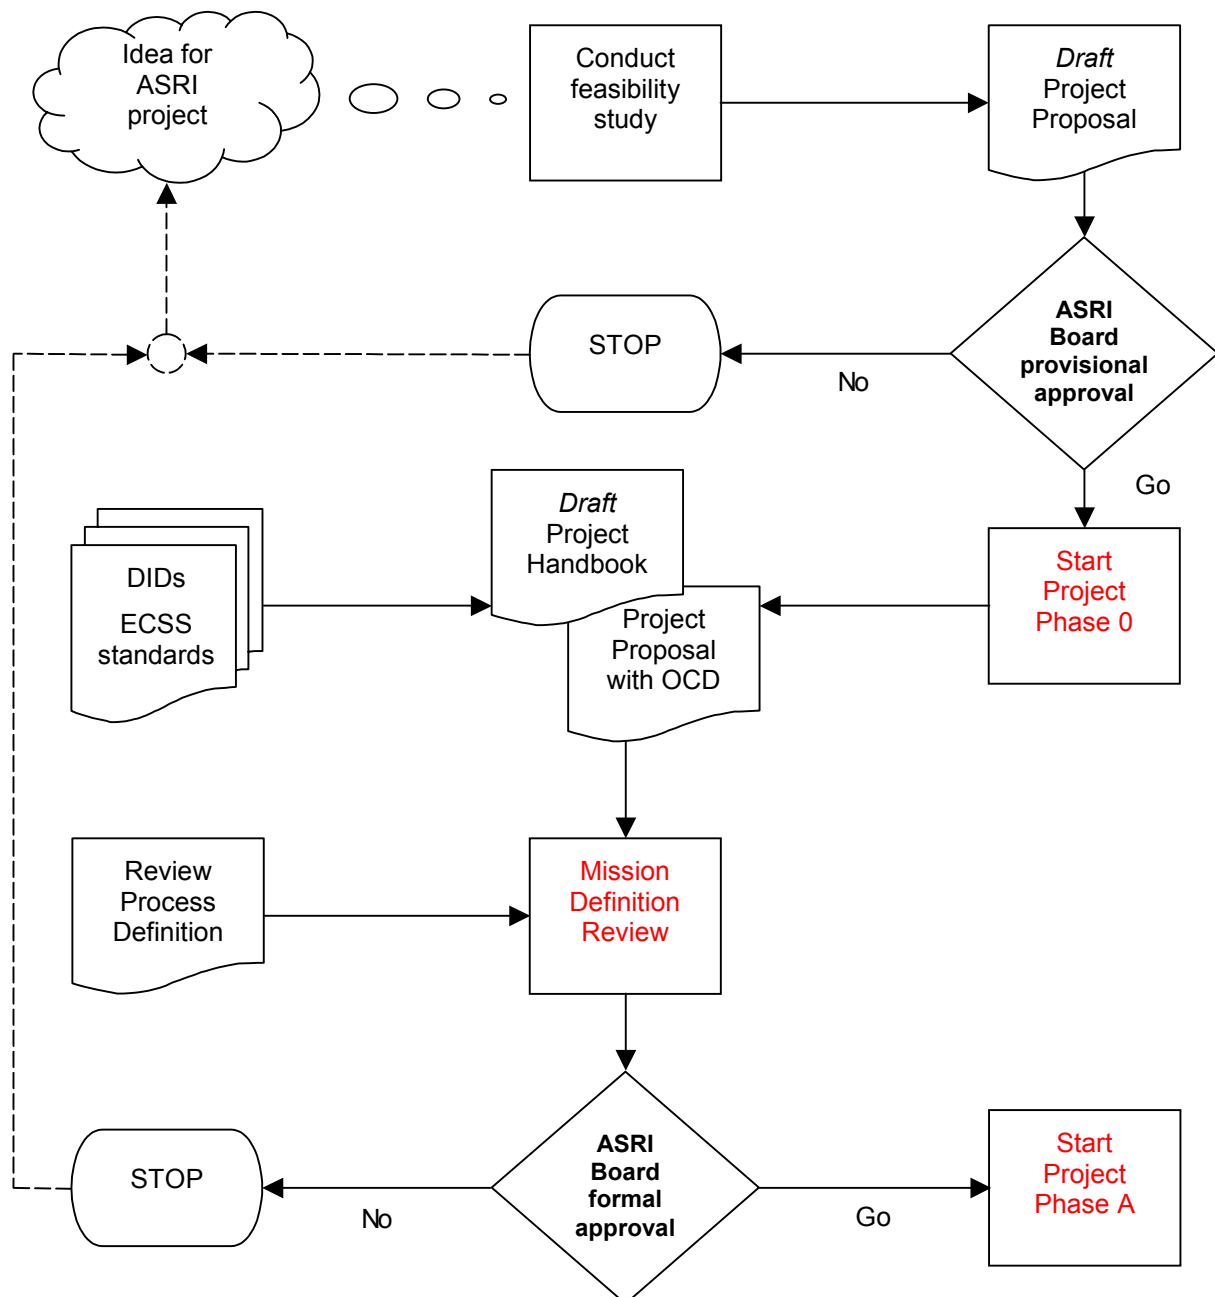 Idea for
ASRI
project
Conduct
feasibility
study
Draft
Project
Proposal
STOP
No
ASRI
Board
provisional
approval
Go
DIDs
ECSS
standards
Draft
Project
Handbook
Project
Proposal
with OCD
Start
Project
Phase 0
Review
Process
Definition
Mission
Definition
Review
STOP
No
ASRI
Board
formal
approval
Go
Start
Project
Phase A